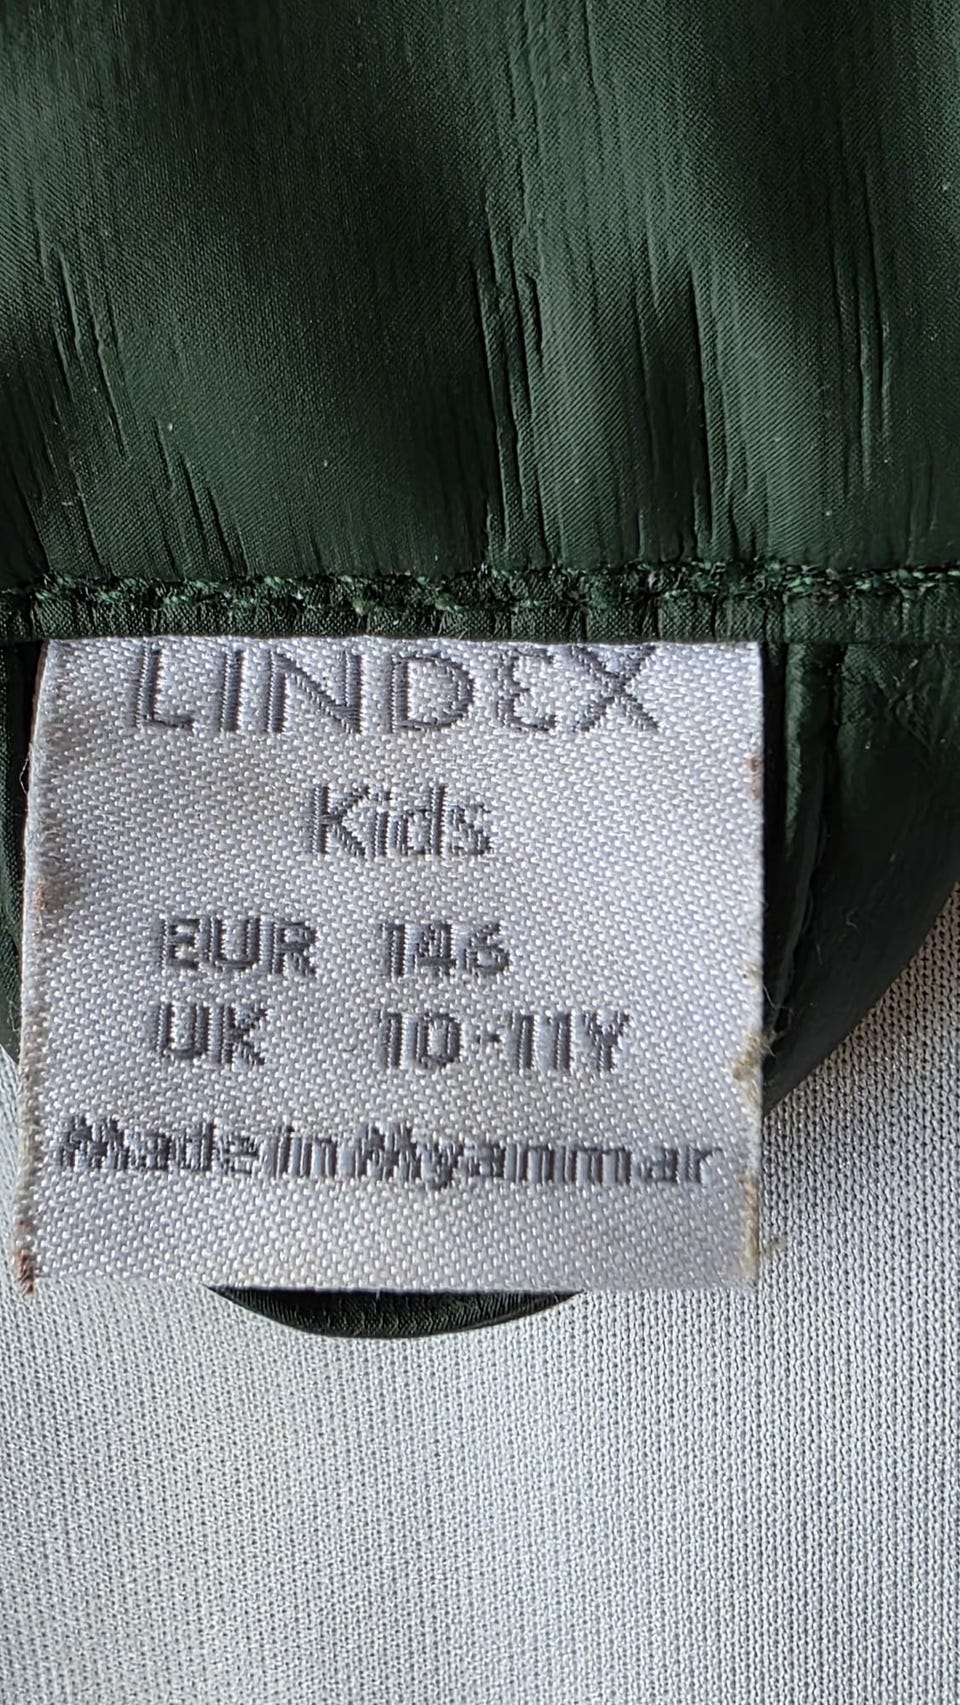 LINDEX
Kids
EUR 146
UK 10-11Y
Made in Myanmar